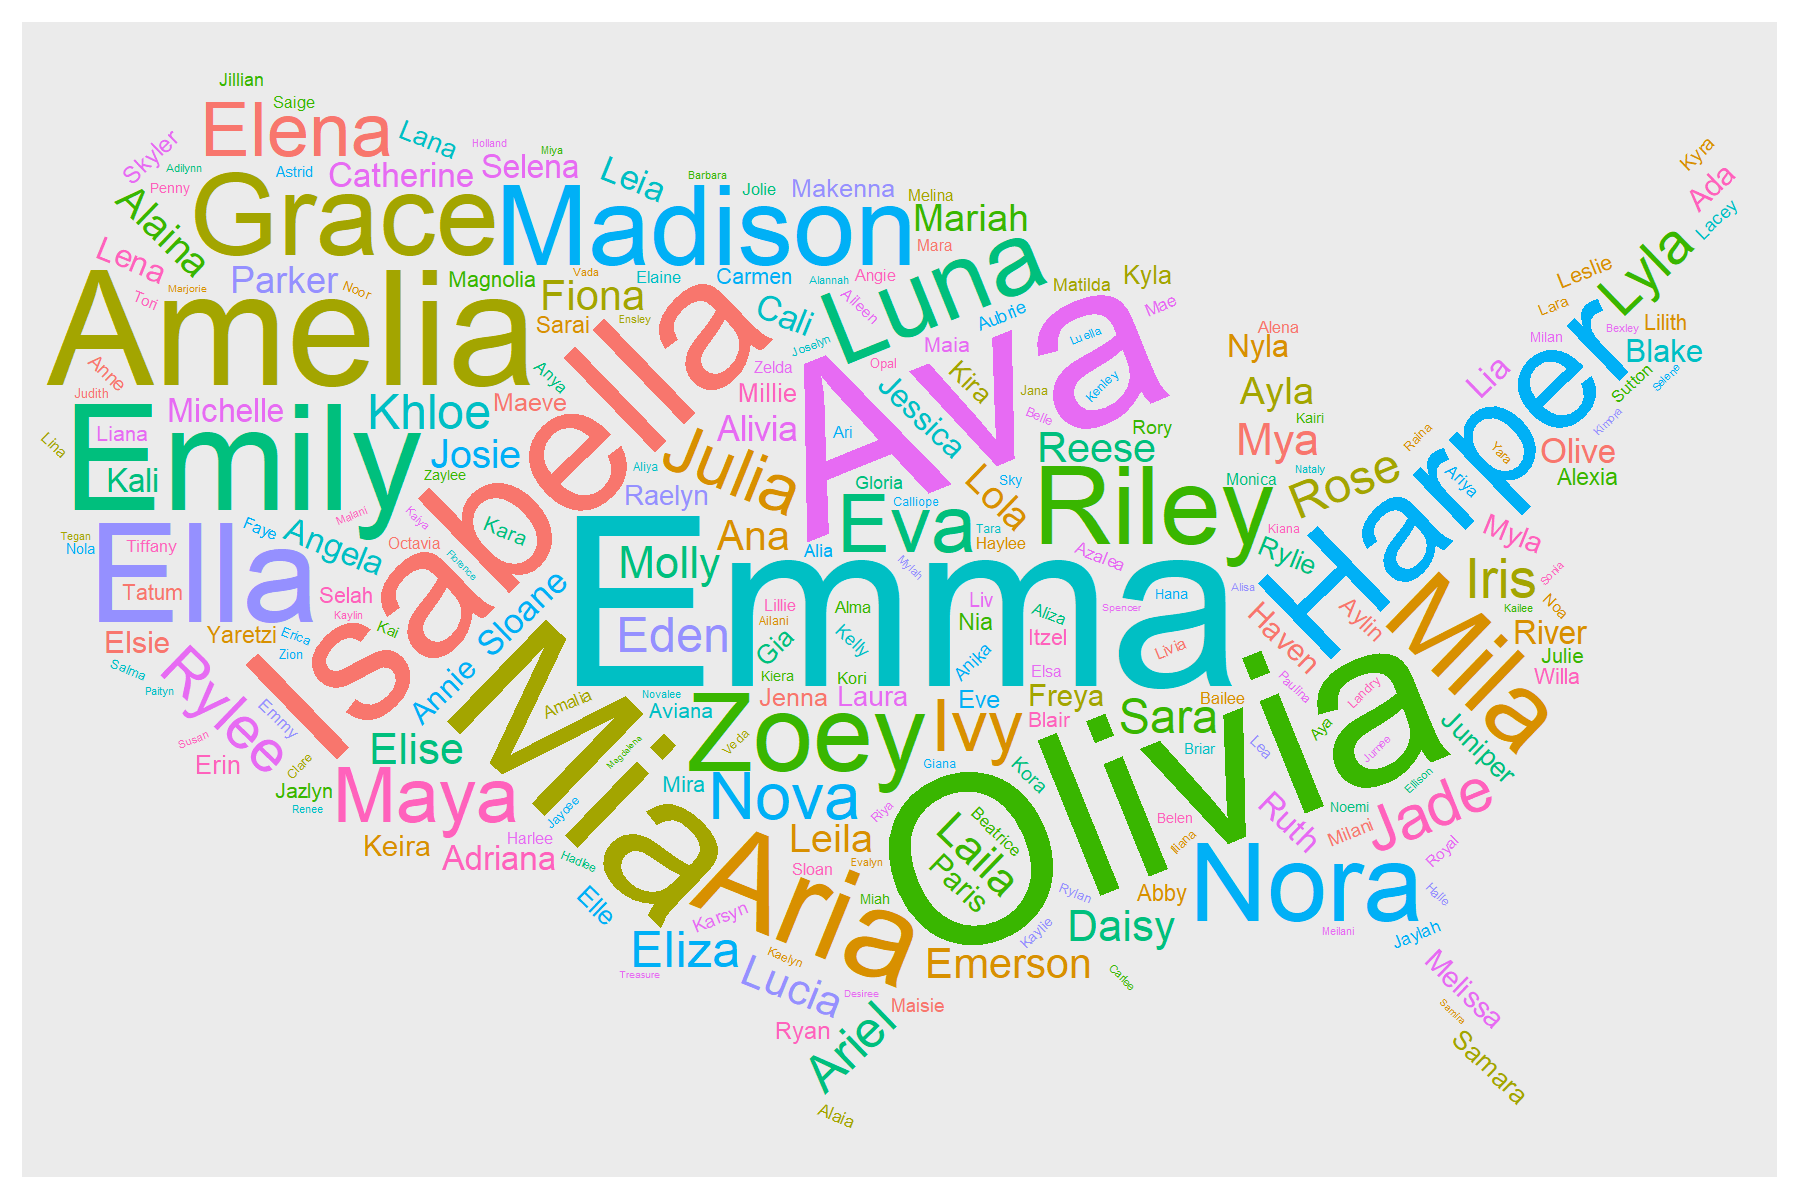 Jillian
Saige
Elena
Lana
Holland
Miya
Skyler
Adilynn
Astrid
Catherine
Selena
Leia
Barbara
Jolie
Makenna
Melina
Kyra
Ada
Lacey
Penny
Alaina
Grace
Madison
Mariah
Mara
Luna
Lena
Parker
Magnolia
Vada
Elaine
Carmen
Alannah
Angie
Matilda
Kyla
Leslie
Lyla
Tori
Marjorie
Noor
Fiona
Sarai
Ensley
Cali
Aileen
Aubrie
Mae
Lara
Amelia
Isabella
Joselyn
Maia
Luella
Alena
Nyla
Milan
Bexley
Lilith
Blake
Anne
Judith
Anya
Zelda
Opal
Ava
Kenley
Kira
Jana
Ayla
Lia
Harper
Sutton
Selene
Michelle
Khloe
Maeve
Millie
Jessica
Belle
Rory
Kairi
Lina
Liana
Emily
Josie
Julia
Alivia
Ari
Reese
Mya
Raina
Yara
Olive
Kali
Zaylee
Aliya
Raelyn
Gloria
Lola
Sky
Riley
Monica
Nataly
Rose
Ariya
Alexia
Malani
Kaiya
Kara
Calliope
Tegan
Nola
Ella
Faye
Angela
Octavia
Florence
Ana
Eva
Alia
Tara
Haylee
Kiana
Myla
Tiffany
Tatum
Selah
Kaylin
Sloane
Molly
Emma
Mylah
Azalea
Rylie
Iris
Sonia
Alisa
Hana
Spencer
Mila
Kailee
Noa
Elsie
Yaretzi
Erica
Kai
Zion
Lillie
Ailani
Alma
Liv
Nia
Aliza
Itzel
Haven
Aylin
River
Julie
Willa
Eden
Gia
Kelly
Livia
Salma
Paityn
Rylee
Emmy
Annie
Mia
Amalia
Novalee
Kiera
Kori
Anika
Elsa
Paulina
Landry
Jenna
Laura
Eve
Freya
Bailee
Susan
Erin
Clare
Elise
Magdalena
Aviana
Veda
Zoey
Ivy
Blair
Sara
Briar
Lea
Aya
Jurnee
Juniper
Ellison
Olivia
Jazlyn
Renee
Maya
Jaycee
Mira
Nova
Giana
Kora
Noemi
Riya
Beatrice
Belen
Ruth
Milani
Jade
Keira
Harlee
Adriana
Hadlee
Leila
Evalyn
Sloan
Laila
Paris
Iliana
Royal
Elle
Karsyn
Aria
Miah
Rylan
Abby
Nora
Halle
Eliza
Kaelyn
Kaylie
Daisy
Meilani
Jaylah
Treasure
Lucia
Desiree
Emerson
Carlee
Melissa
Maisie
Samira
Ryan
Ariel
Samara
Alaia